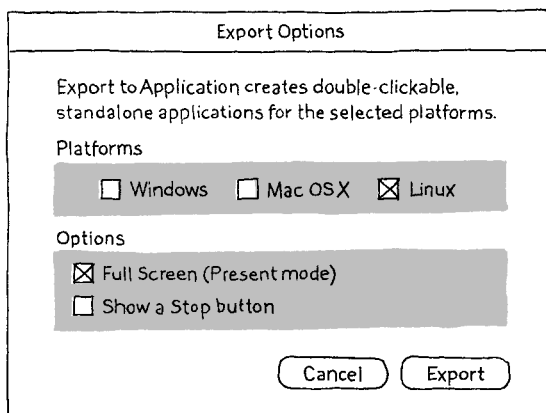 Export Options
Export to Application creates double-clickable,
standalone applications for the selected platforms.
Platforms
Windows Mac OS X Linux
Options
Full Screen (Present mode)
Show a Stop button
Cancel Export